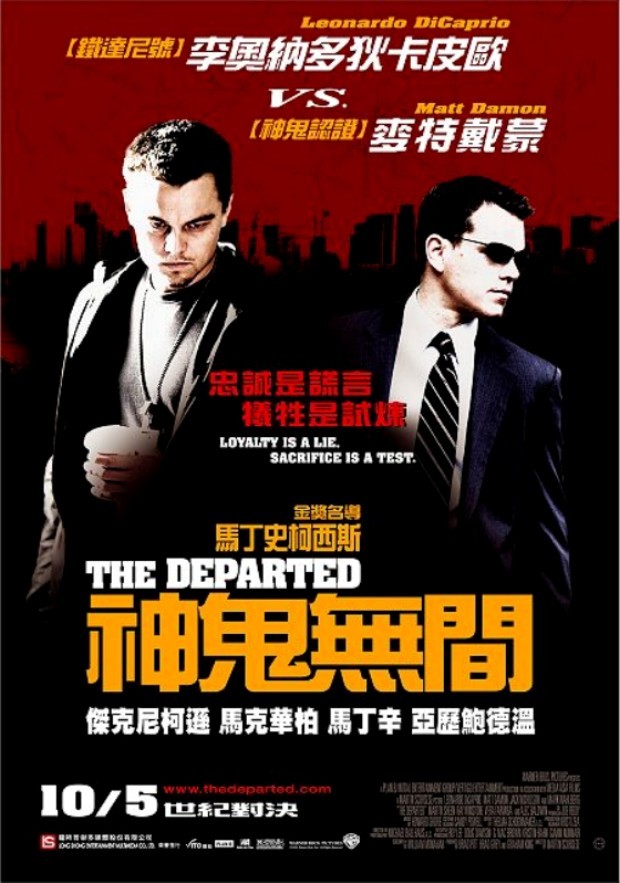 Leonardo DiCaprio
【鐵達尼號】李奧納多狄卡皮歐
VS.
Matt Damon
【神鬼認證】麥特戴蒙
忠誠是謊言
犧牲是試煉
LOYALTY IS A LIE.
SACRIFICE IS A TEST.
金獎名導
馬丁史柯西斯
THE DEPARTED
神鬼無間
傑克尼柯遜 馬克華柏 馬丁辛 亞歷鮑德溫
10/5 www.thedeparted.com
世紀對決
WARNER BROS. PICTURES